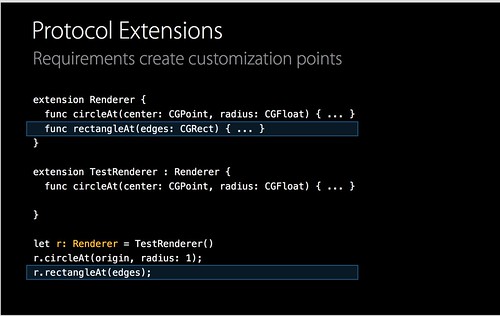 Protocol Extensions
Requirements create customization points
extension Renderer {
func circleAt(center: CGPoint, radius: CGFloat) { ... }
func rectangleAt(edges: CGRect) { ... }
}
extension TestRenderer : Renderer {
func circleAt(center: CGPoint, radius: CGFloat) { ... }
}
let r: Renderer = TestRenderer()
r.circleAt(origin, radius: 1);
r.rectangleAt(edges);